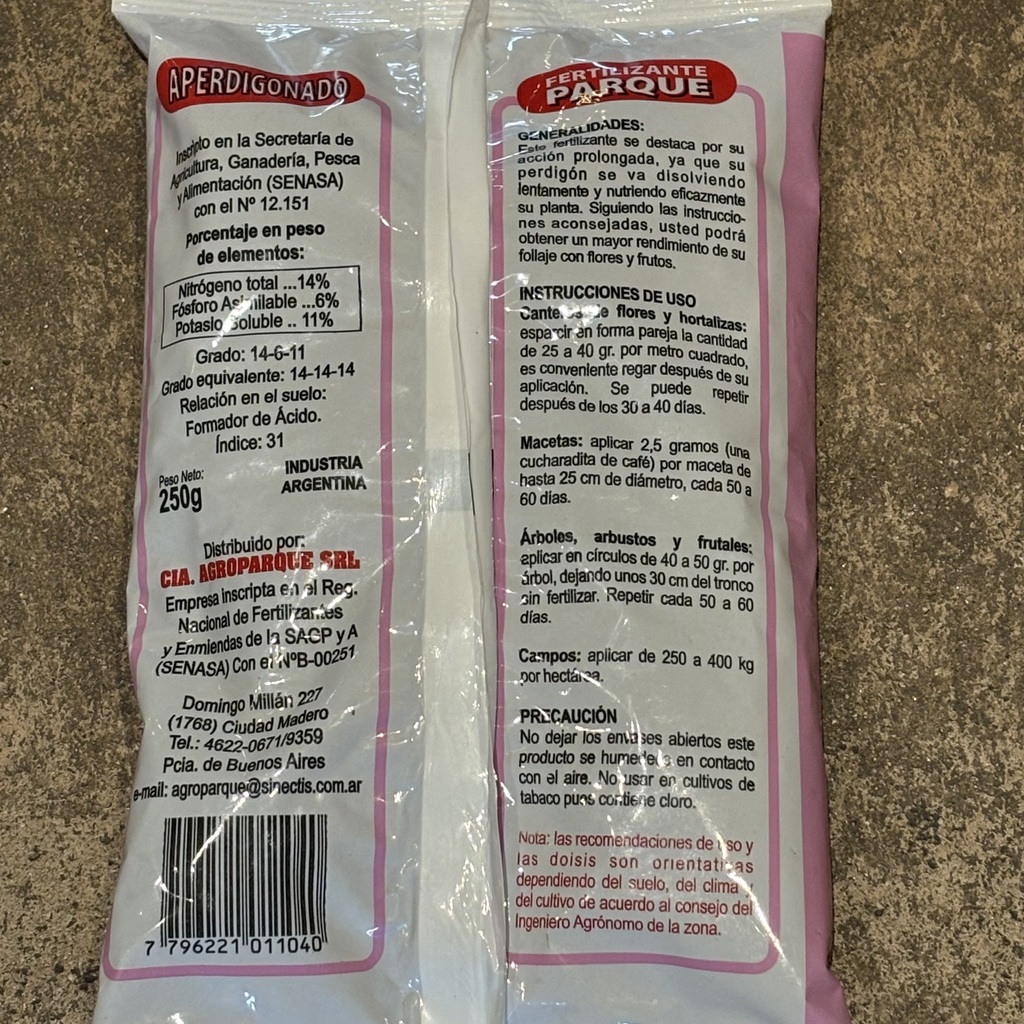 APERDIGONADO
Inscripto en la Secretaría de
Agricultura, Ganadería, Pesca
y Alimentación (SENASA)
con el Nº 12.151
Porcentaje en peso
de elementos:
Nitrógeno total ...14%
Fósforo Asimilable ...6%
Potasio Soluble .. 11%
Grado: 14-6-11
Grado equivalente: 14-14-14
Relación en el suelo:
Formador de Ácido.
Índice: 31
Peso Neto:
250g
INDUSTRIA
ARGENTINA
Distribuido por:
CIA. AGROPARQUE SRL
Empresa inscripta en el Reg.
Nacional de Fertilizantes
y Enmiendas de la SAGP y A
(SENASA) Con el NºB-00251
Domingo Millán 227
(1768) Ciudad Madero
Tel.: 4622-0671/9359
Pcia. de Buenos Aires
e-mail: agroparque@sinectis.com.ar
7 796221 011040
FERTILIZANTE
PARQUE
GENERALIDADES:
Este fertilizante se destaca por su
acción prolongada, ya que su
perdigón se va disolviendo
lentamente y nutriendo eficazmente
su planta. Siguiendo las instruccio-
nes aconsejadas, usted podrá
obtener un mayor rendimiento de su
follaje con flores y frutos.
INSTRUCCIONES DE USO
Canteros de flores y hortalizas:
esparcir en forma pareja la cantidad
de 25 a 40 gr. por metro cuadrado,
es conveniente regar después de su
aplicación. Se puede repetir
después de los 30 a 40 días.
Macetas: aplicar 2,5 gramos (una
cucharadita de café) por maceta de
hasta 25 cm de diámetro, cada 50 a
60 días.
Árboles, arbustos y frutales:
aplicar en círculos de 40 a 50 gr. por
árbol, dejando unos 30 cm del tronco
sin fertilizar. Repetir cada 50 a 60
días.
Campos: aplicar de 250 a 400 kg
por hectárea.
PRECAUCIÓN
No dejar los envases abiertos este
producto se humedece en contacto
con el aire. No usar en cultivos de
tabaco pues contiene cloro.
Nota: las recomendaciones de uso y
las doisis son orientativas
dependiendo del suelo, del clima y
del cultivo de acuerdo al consejo del
Ingeniero Agrónomo de la zona.